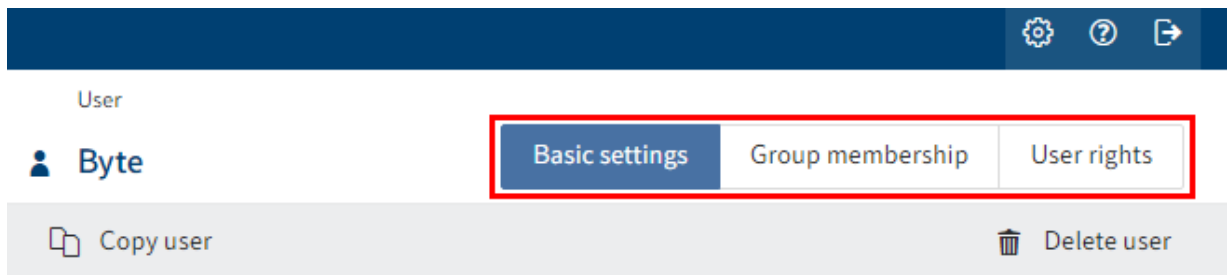 User
Byte
Basic settings Group membership User rights
Copy user Delete user